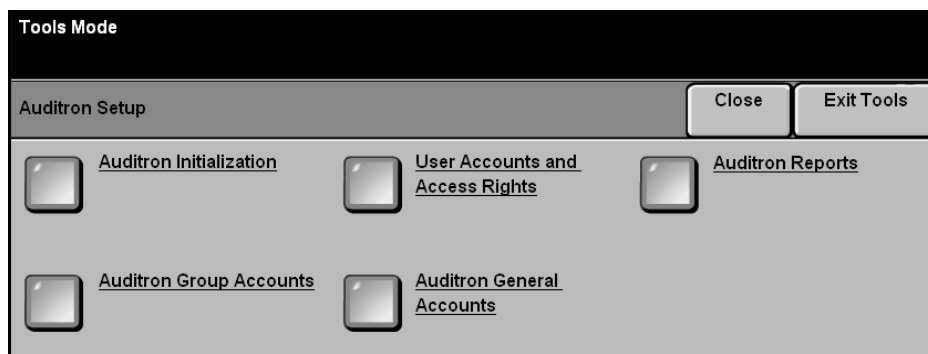 Tools Mode
Auditron Setup
Close
Exit Tools
Auditron Initialization
User Accounts and
Access Rights
Auditron Reports
Auditron Group Accounts
Auditron General
Accounts